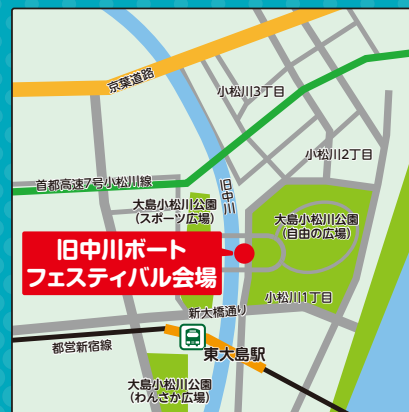 京葉道路
小松川3丁目
小松川2丁目
首都高速7号小松川線
旧中川
大島小松川公園
(スポーツ広場)
大島小松川公園
(自由の広場)
旧中川ボート
フェスティバル会場
小松川1丁目
新大橋通り
都営新宿線
東大島駅
大島小松川公園
(わんさか広場)